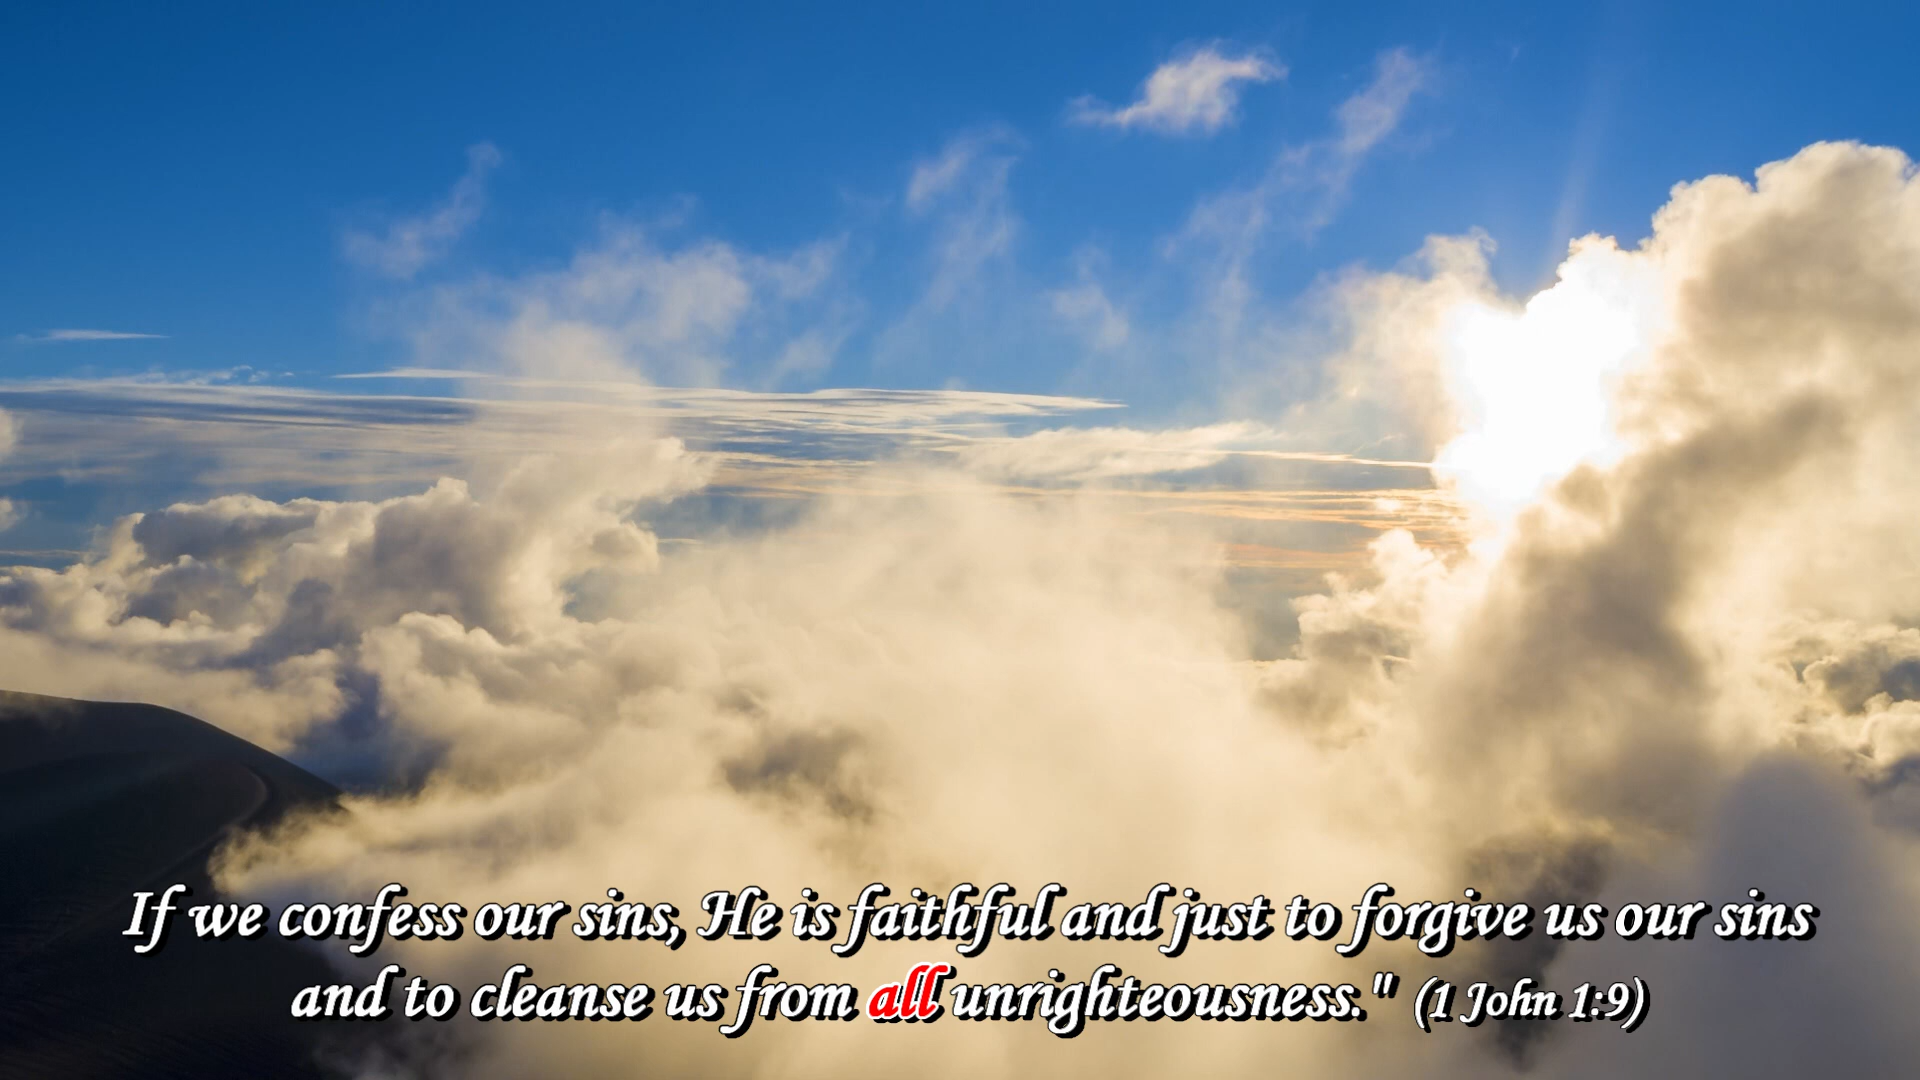 If we confess our sins, He is faithful and just to forgive us our sins
and to cleanse us from all unrighteousness." (1 John 1:9)